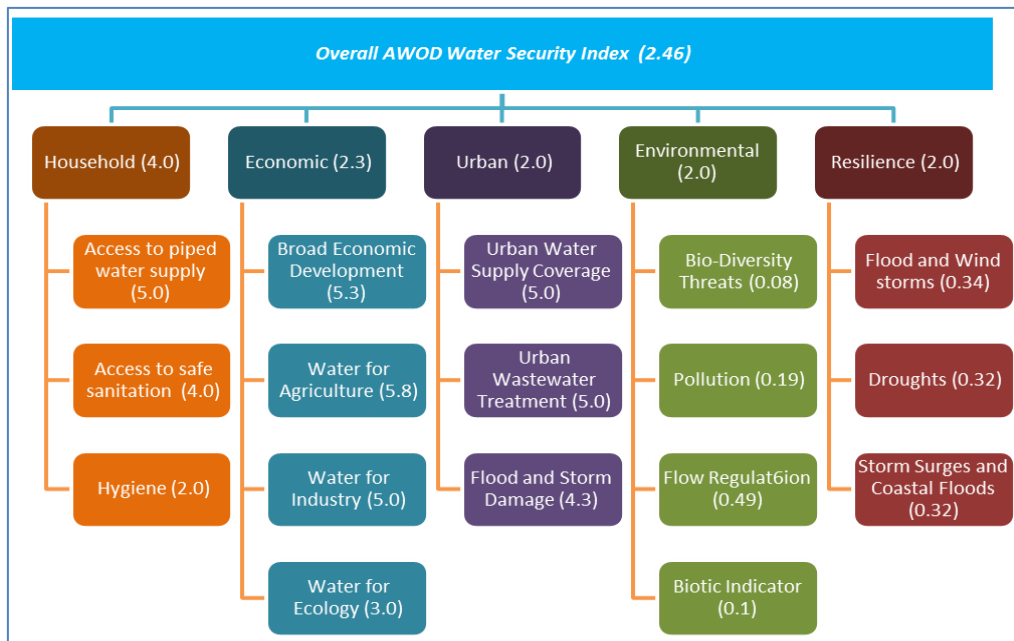 Overall AWOD Water Security Index  (2.46)
Household (4.0)
Economic (2.3)
Urban (2.0)
Environmental
(2.0)
Resilience (2.0)
Access to piped
water supply
(5.0)
Broad Economic
Development
(5.3)
Urban Water
Supply Coverage
(5.0)
Bio-Diversity
Threats (0.08)
Flood and Wind
storms (0.34)
Access to safe
sanitation  (4.0)
Water for
Agriculture (5.8)
Urban
Wastewater
Treatment (5.0)
Pollution (0.19)
Droughts (0.32)
Hygiene (2.0)
Water for
Industry (5.0)
Flood and Storm
Damage (4.3)
Flow Regulat6ion
(0.49)
Storm Surges and
Coastal Floods
(0.32)
Water for
Ecology (3.0)
Biotic Indicator
(0.1)